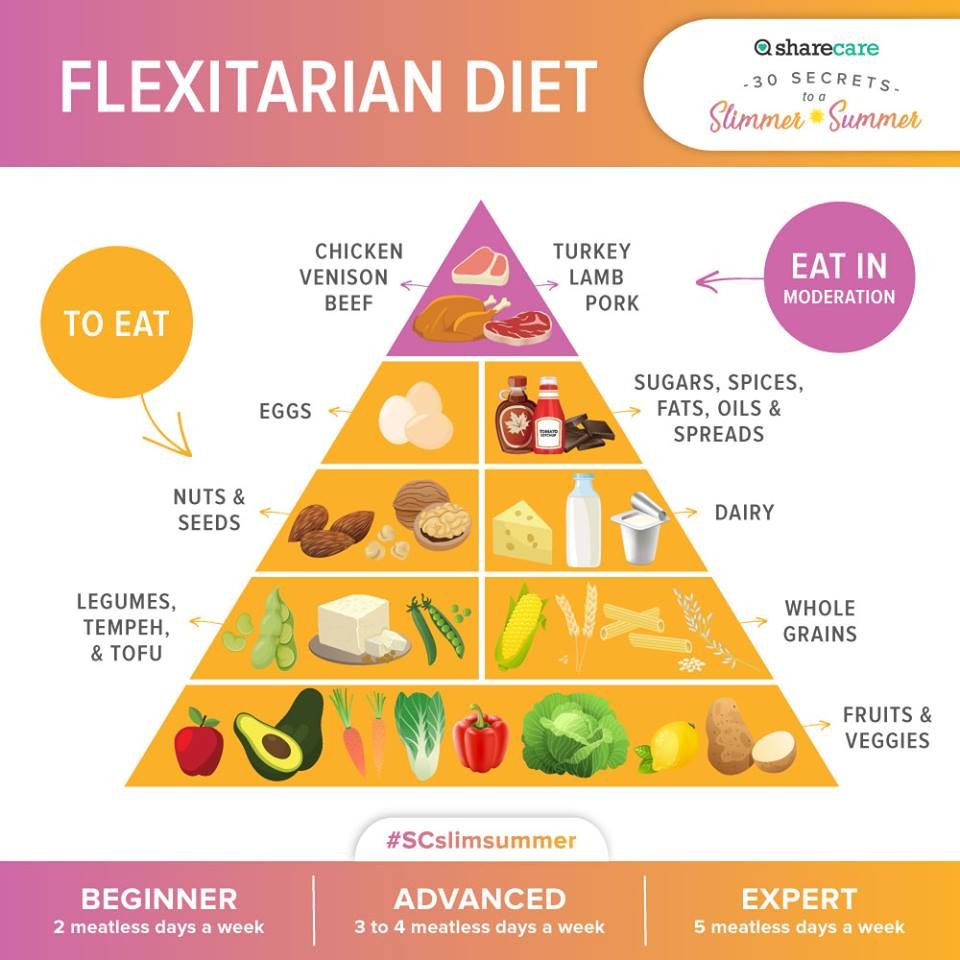 FLEXITARIAN DIET
sharecare
-30 SECRETS-
to a
Slimmer Summer
TO EAT
EAT IN
MODERATION
CHICKEN
VENISON
BEEF
TURKEY
LAMB
PORK
EGGS
SUGARS, SPICES,
FATS, OILS &
SPREADS
TOMATO
KETCHUP
NUTS &
SEEDS
DAIRY
LEGUMES,
TEMPEH,
& TOFU
WHOLE
GRAINS
FRUITS &
VEGGIES
#SCslimsummer
BEGINNER
2 meatless days a week
ADVANCED
3 to 4 meatless days a week
EXPERT
5 meatless days a week